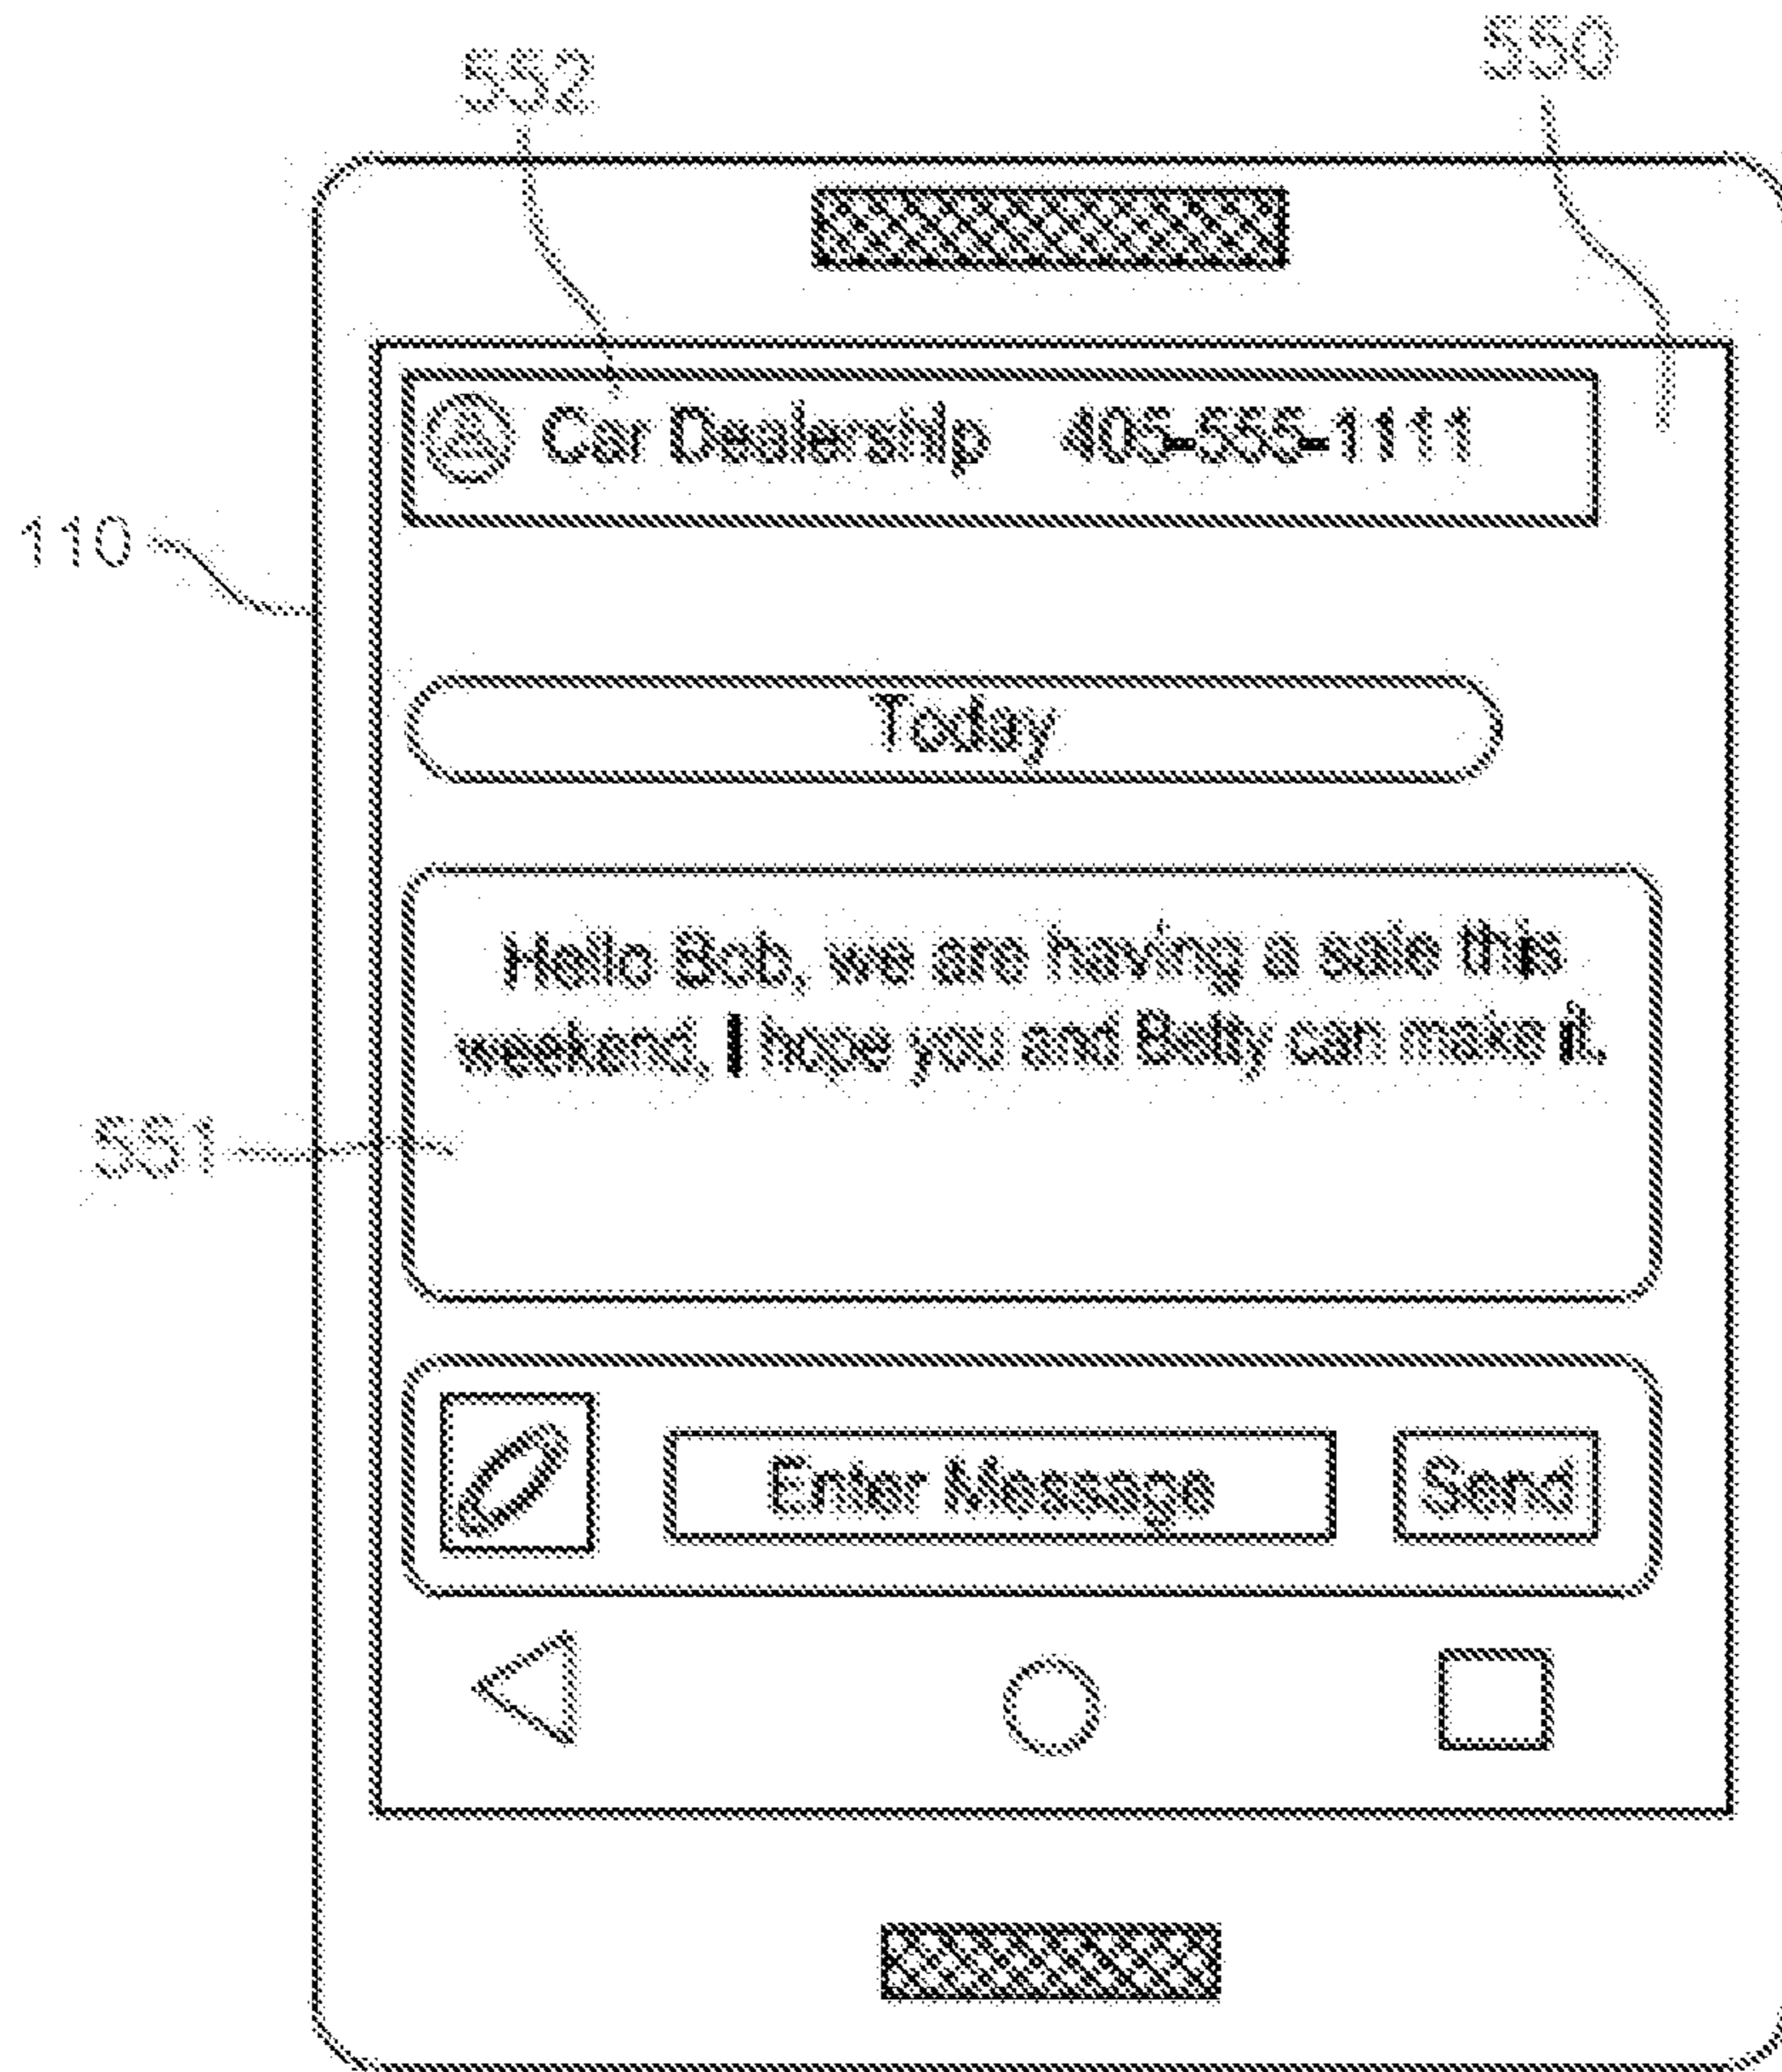 552
550
Car Dealership 405-555-1111
110
Today
Hello Bob, we are having a sale this
weekend, I hope you and Betty can make it.
551
Enter Message
Send